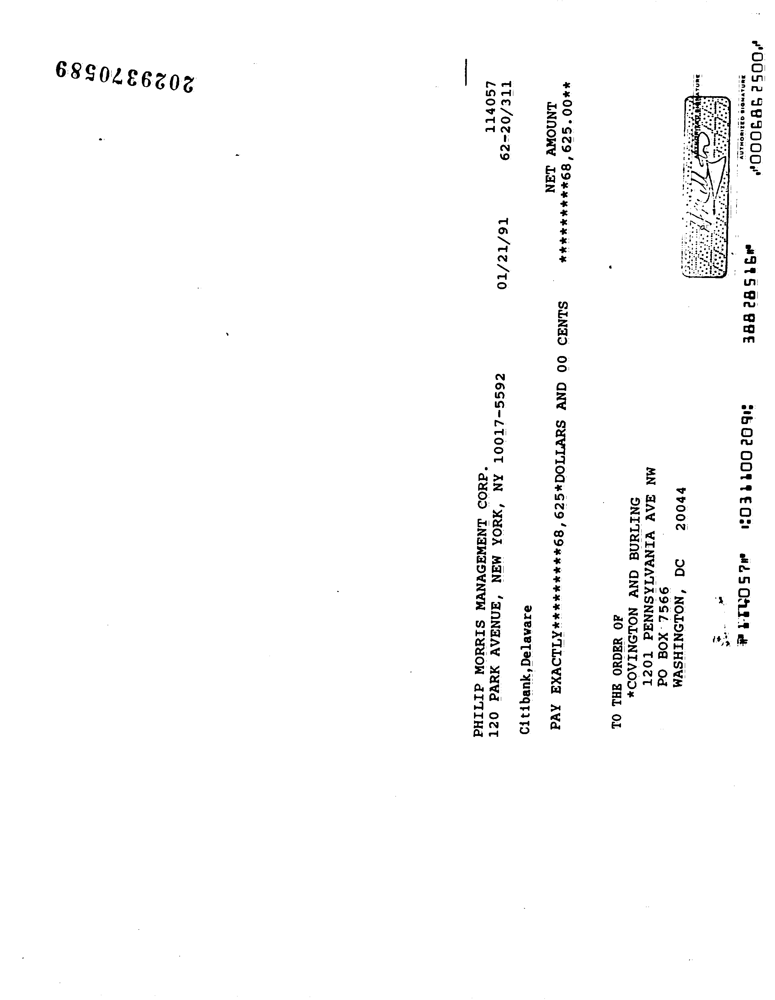 2029370589
PHILIP MORRIS MANAGEMENT CORP. 114057
120 PARK AVENUE, NEW YORK, NY 10017-5592 01/21/91 62-20/311
Citibank,Delaware
NET AMOUNT
PAY EXACTLY**********68,625*DOLLARS AND 00 CENTS *********68,625.00**
TO THE ORDER OF
*COVINGTON AND BURLING
1201 PENNSYLVANIA AVE NW
PO BOX 7566
WASHINGTON, DC 20044
AUTHORIZED SIGNATURE
⑈114057⑈ ⑆031100209⑆ 38828516⑈ ⑈0006862500⑈